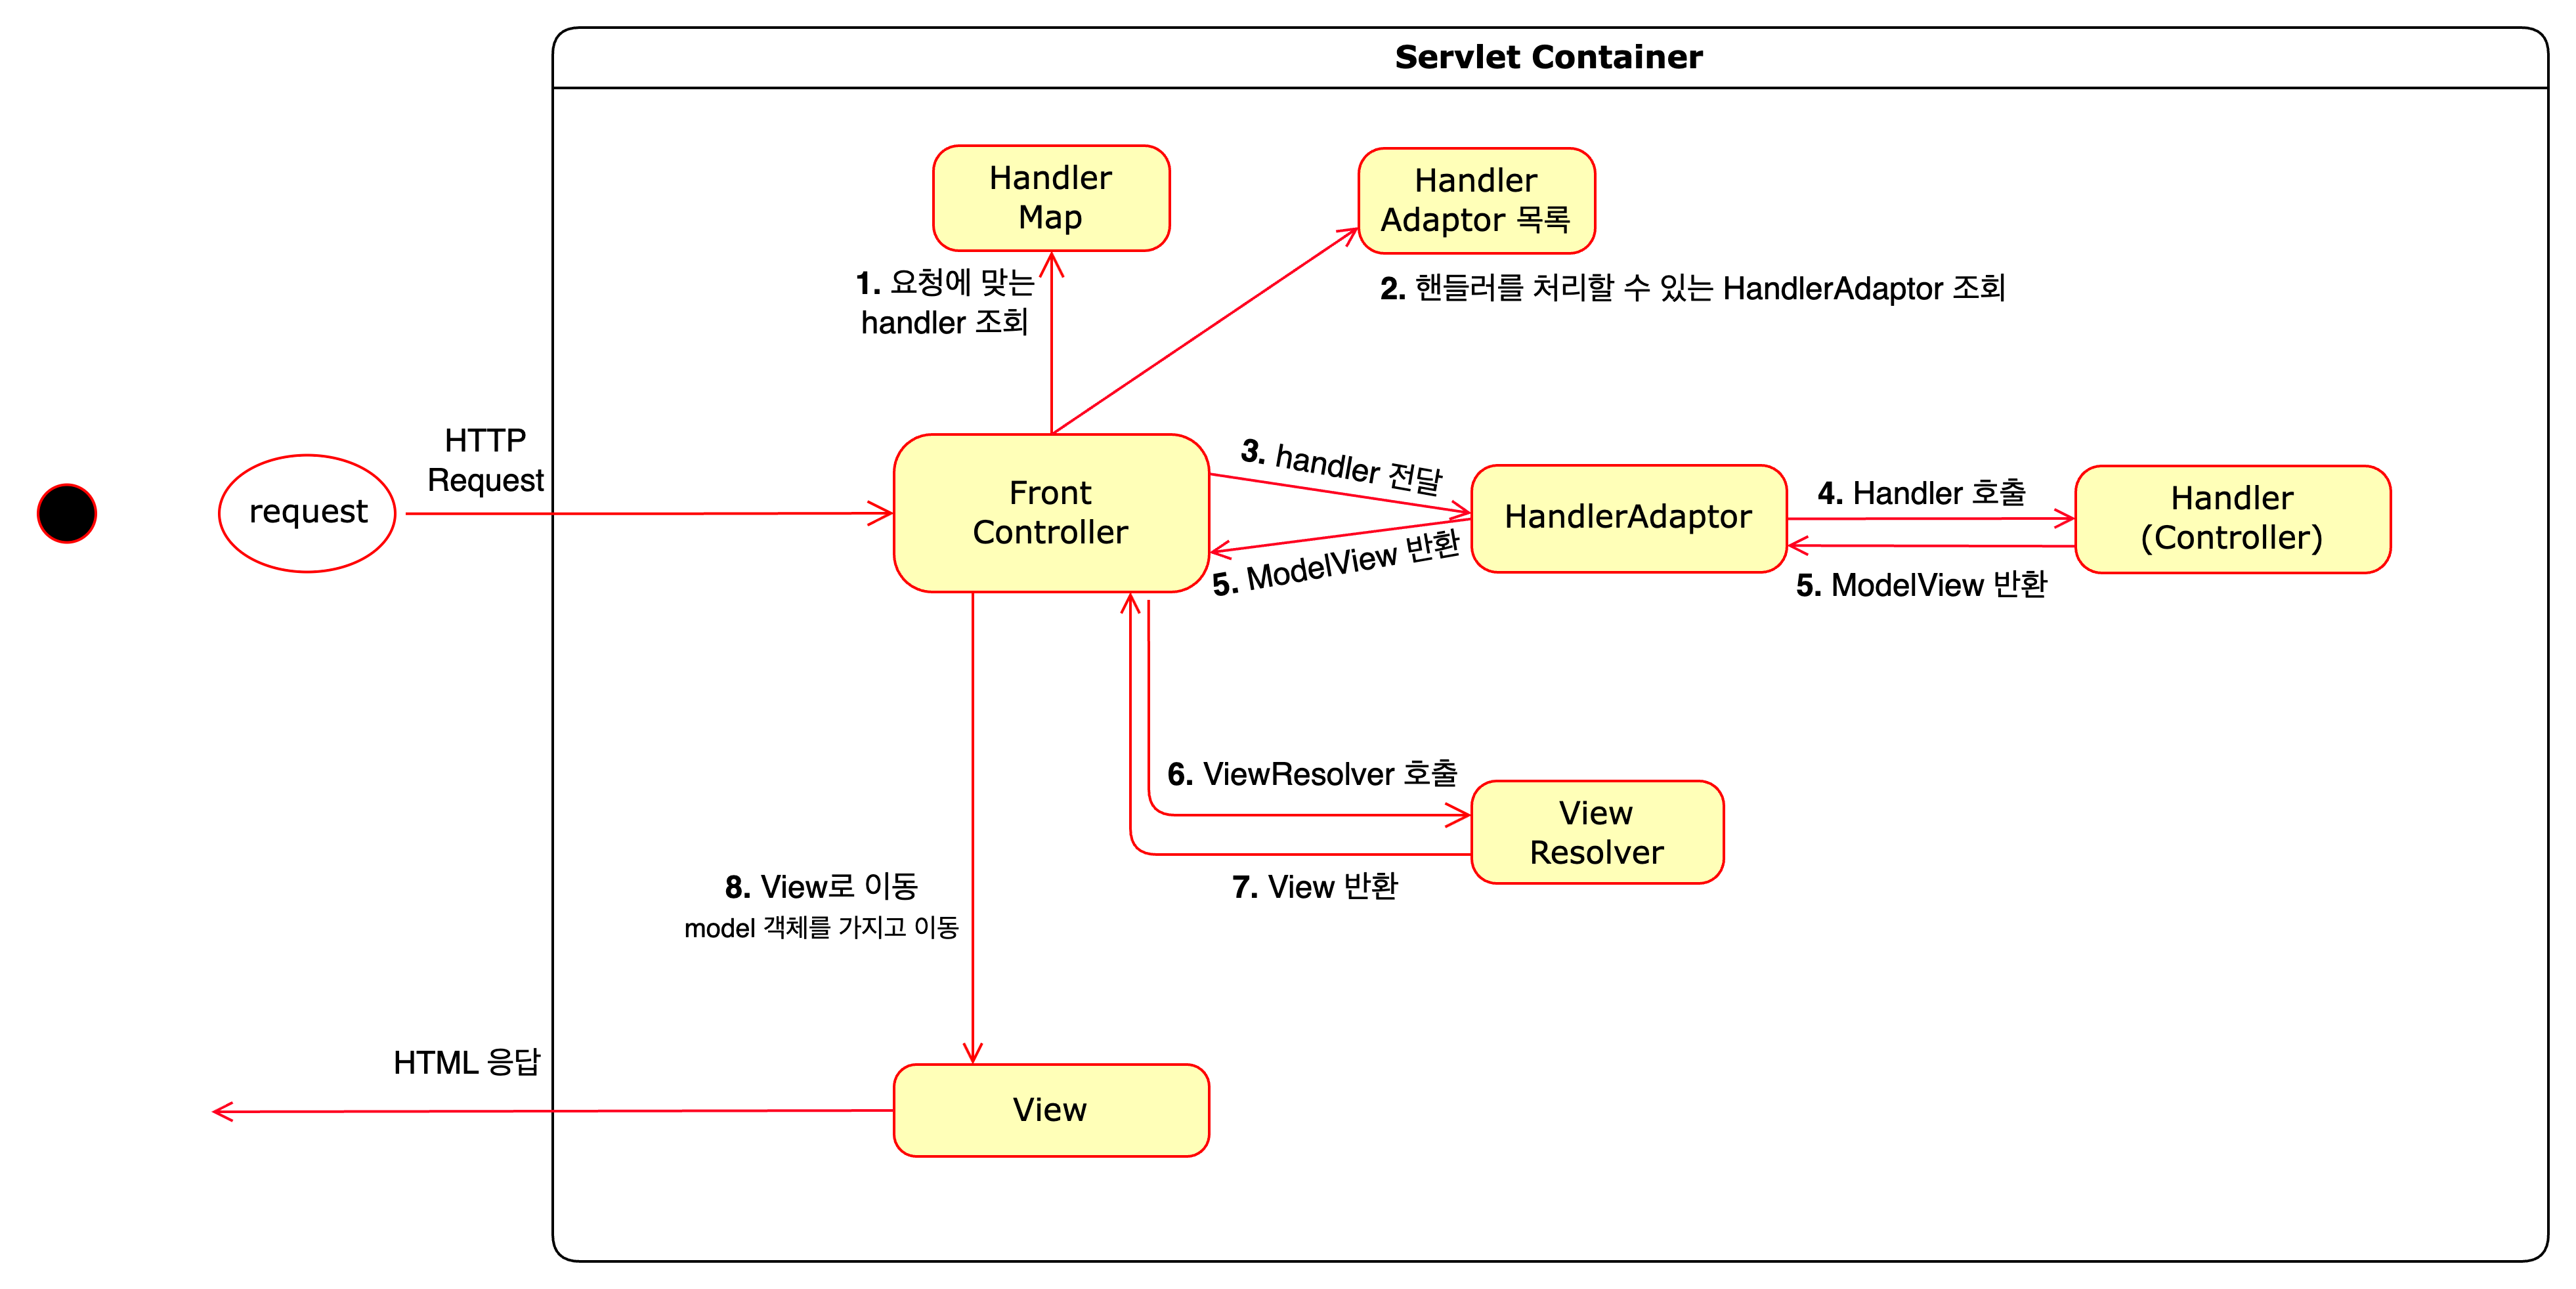 Servlet Container
Handler
Map
Handler
Adaptor 목록
1. 요청에 맞는
handler 조회
2. 핸들러를 처리할 수 있는 HandlerAdaptor 조회
HTTP
Request
request
Front
Controller
3. handler 전달
HandlerAdaptor
4. Handler 호출
Handler
(Controller)
5. ModelView 반환
5. ModelView 반환
6. ViewResolver 호출
View
Resolver
7. View 반환
8. View로 이동
model 객체를 가지고 이동
HTML 응답
View